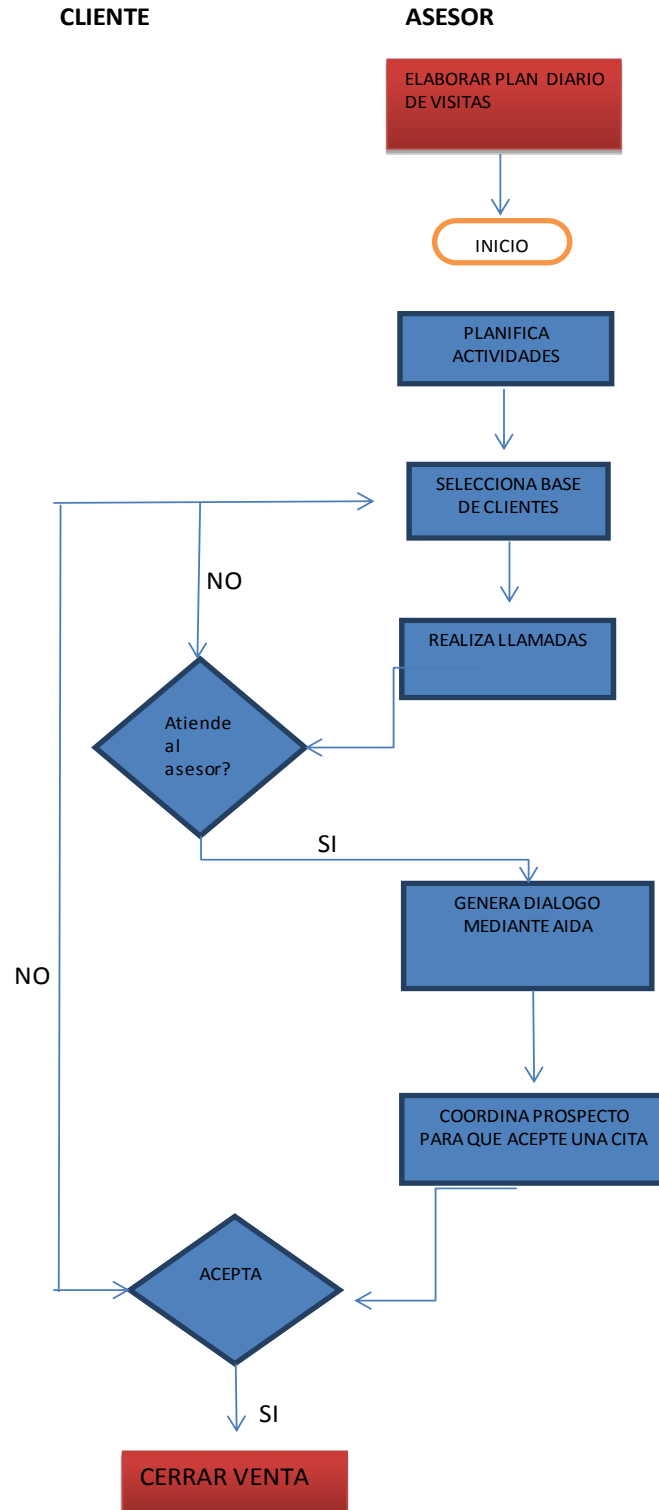 CLIENTE
ASESOR
ELABORAR PLAN DIARIO
DE VISITAS
INICIO
PLANIFICA
ACTIVIDADES
SELECCIONA BASE
DE CLIENTES
NO
REALIZA LLAMADAS
Atiende
al
asesor?
SI
GENERA DIALOGO
MEDIANTE AIDA
NO
COORDINA PROSPECTO
PARA QUE ACEPTE UNA CITA
ACEPTA
SI
CERRAR VENTA